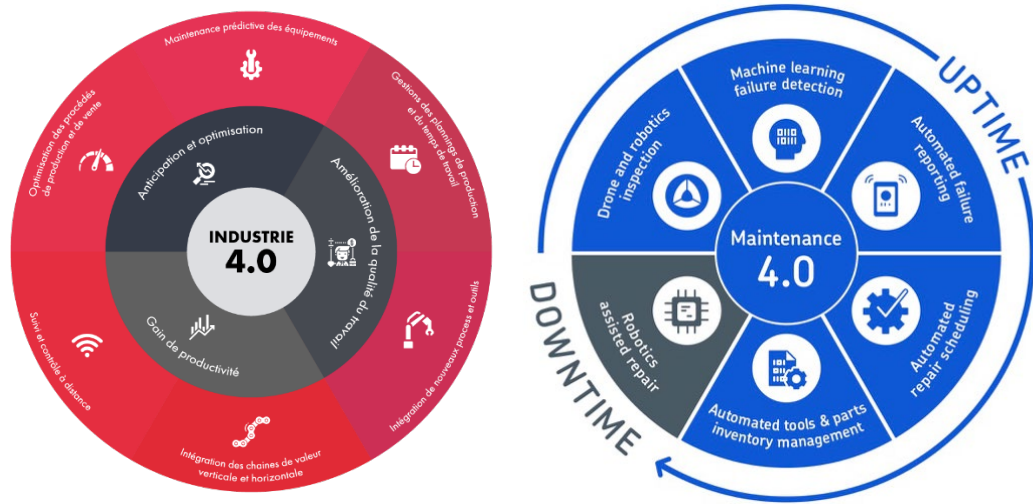 Maintenance prédictive des équipements
Gestions des plannings de production
et du temps de travail
Intégration de nouveaux process et outils
Intégration des chaines de valeur
verticale et horizontale
Suivi et contrôle à distance
Optimisation des procédés
de production et de vente
Anticipation et optimisation
Amélioration de la qualité du travail
Gain de productivité
INDUSTRIE
4.0
UPTIME
DOWNTIME
Machine learning
failure detection
Automated failure
reporting
Automated
repair scheduling
Automated tools & parts
inventory management
Robotics
assisted repair
Drone and robotics
inspection
Maintenance
4.0